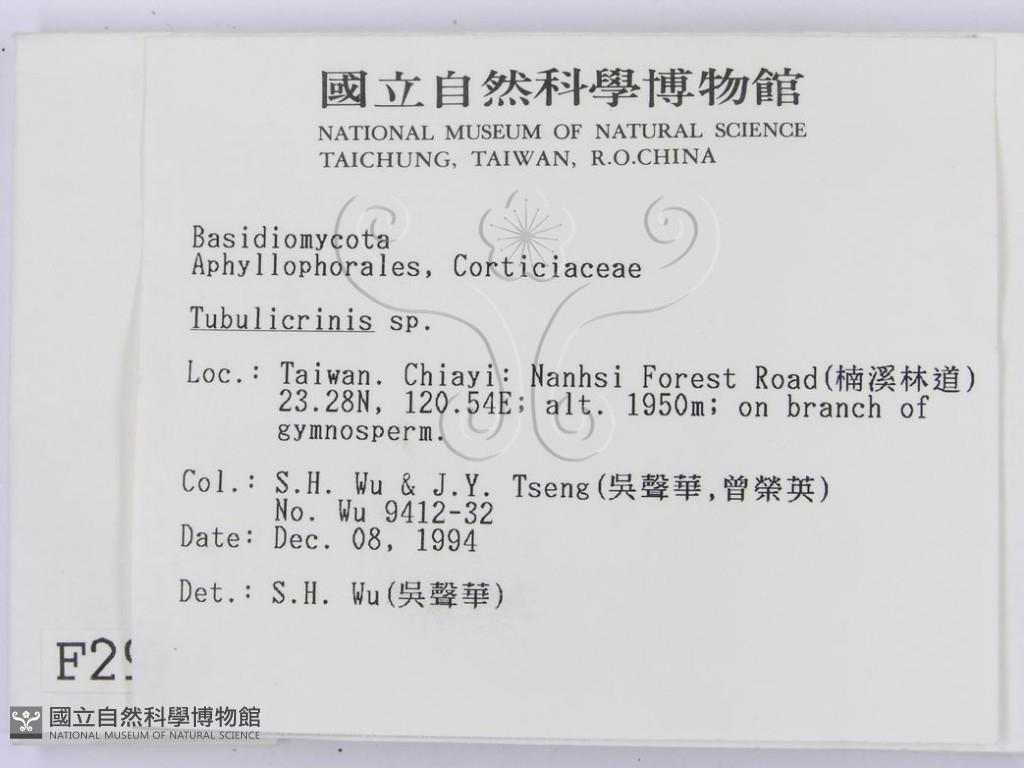 國立自然科學博物館
NATIONAL MUSEUM OF NATURAL SCIENCE
TAICHUNG, TAIWAN, R.O.CHINA
Basidiomycota
Aphyllophorales, Corticiaceae
Tubulicrinis sp.
Loc.: Taiwan. Chiayi: Nanhsi Forest Road(楠溪林道)
23.28N, 120.54E; alt. 1950m; on branch of
gymnosperm.
Col.: S.H. Wu & J.Y. Tseng(吳聲華,曾榮英)
No. Wu 9412-32
Date: Dec. 08, 1994
Det.: S.H. Wu(吳聲華)
F29
國立自然科學博物館
NATIONAL MUSEUM OF NATURAL SCIENCE